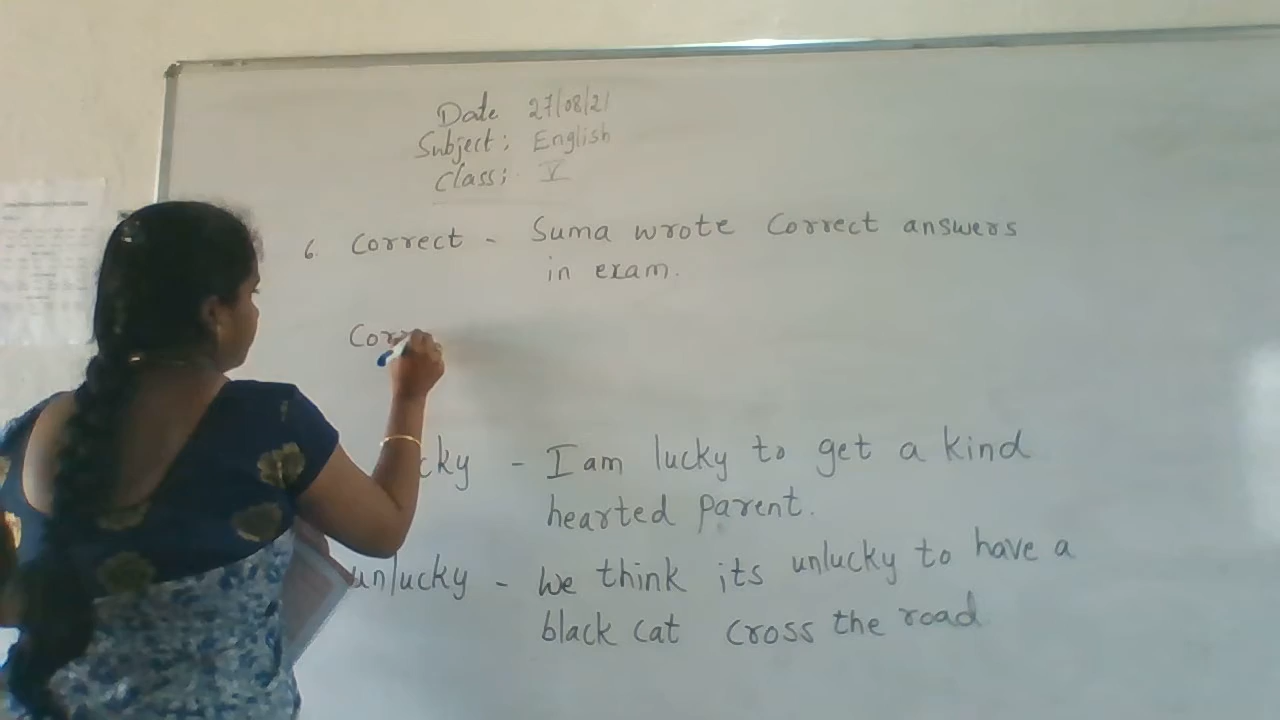 Date 27/08/21
Subject: English
Class: V
6. Correct - Suma wrote Correct answers
in exam.
Corr
cky - I am lucky to get a kind
hearted parent.
unlucky - We think its unlucky to have a
black cat cross the road